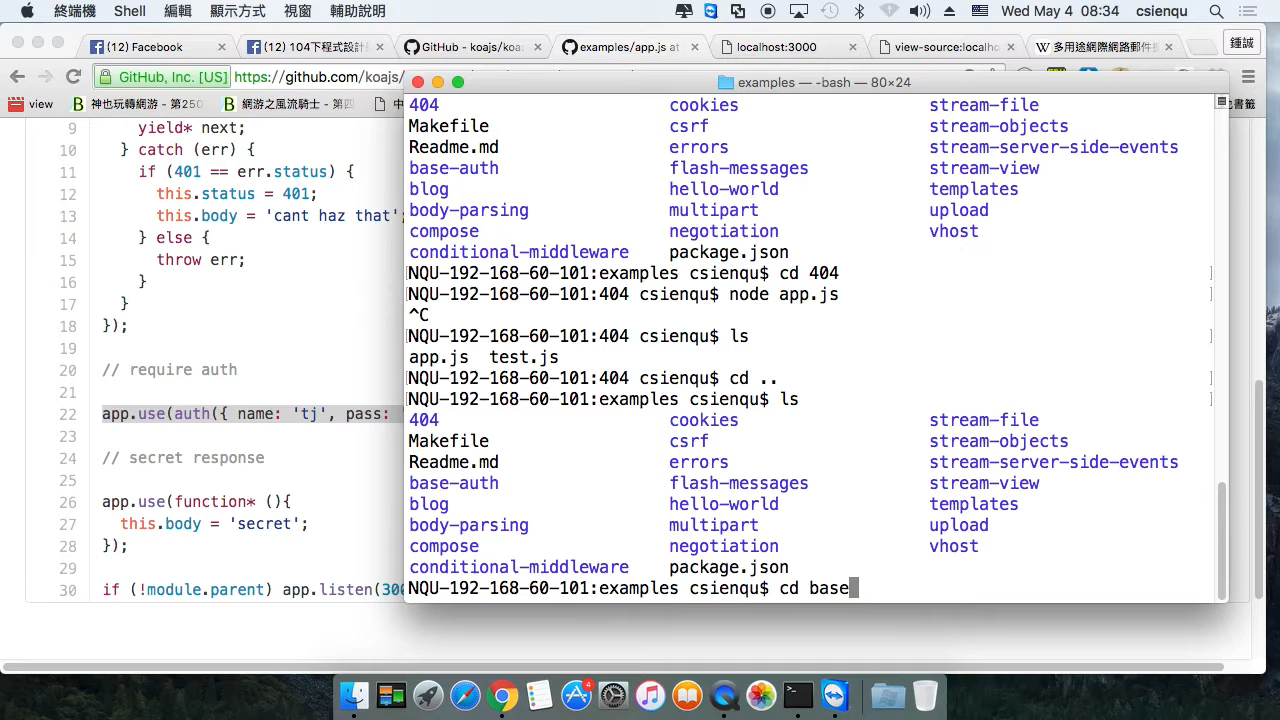 終端機 Shell 編輯 顯示方式 視窗 輔助說明 Wed May 4 08:34 csienqu
(12) Facebook × (12) 104下程式設計 × GitHub - koajs/koa × examples/app.js a × localhost:3000 × view-source:localho × 多用途網際網路郵件擴 × 鍾誠
GitHub, Inc. [US] https://github.com/koajs/
view 神也玩轉網游 - 第250 網游之風流騎士 - 第四
examples — -bash — 80×24
9 yield* next;
10 } catch (err) {
11 if (401 == err.status) {
12 this.status = 401;
13 this.body = 'cant haz that';
14 } else {
15 throw err;
16 }
17 }
18 });
19
20 // require auth
21
22 app.use(auth({ name: 'tj', pass: '
23
24 // secret response
25
26 app.use(function* (){
27 this.body = 'secret';
28 });
29
30 if (!module.parent) app.listen(300
404 cookies stream-file
Makefile csrf stream-objects
Readme.md errors stream-server-side-events
base-auth flash-messages stream-view
blog hello-world templates
body-parsing multipart upload
compose negotiation vhost
conditional-middleware package.json
[NQU-192-168-60-101:examples csienqu$ cd 404 ]
[NQU-192-168-60-101:404 csienqu$ node app.js ]
^C
[NQU-192-168-60-101:404 csienqu$ ls ]
app.js test.js
[NQU-192-168-60-101:404 csienqu$ cd .. ]
[NQU-192-168-60-101:examples csienqu$ ls ]
404 cookies stream-file
Makefile csrf stream-objects
Readme.md errors stream-server-side-events
base-auth flash-messages stream-view
blog hello-world templates
body-parsing multipart upload
compose negotiation vhost
conditional-middleware package.json
NQU-192-168-60-101:examples csienqu$ cd base